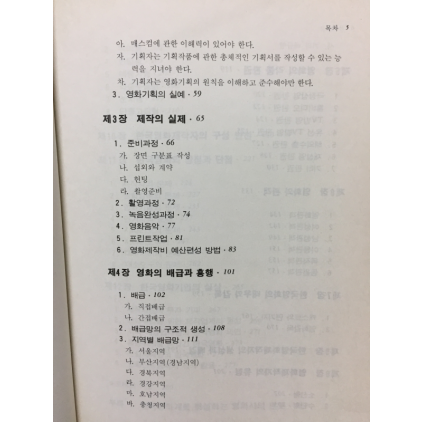 목차 · 5
아. 매스컴에 관한 이해력이 있어야 한다.
자. 기획자는 기획작품에 관한 총체적인 기획서를 작성할 수 있는 능
력을 지녀야 한다.
차. 기획자는 영화기획의 원칙을 이해하고 준수해야만 한다.
3. 영화기획의 실예 · 59
제3장 제작의 실제 · 65
1. 준비과정 · 66
가. 장면 구분표 작성
나. 섭외와 계약
다. 헌팅
라. 촬영준비
2. 촬영과정 · 72
3. 녹음완성과정 · 74
4. 영화음악 · 77
5. 프린트작업 · 81
6. 영화제작비 예산편성 방법 · 83
제4장 영화의 배급과 흥행 · 101
1. 배급 · 102
가. 직접배급
나. 간접배급
2. 배급망의 구조적 생성 · 108
3. 지역별 배급망 · 111
가. 서울지역
나. 부산지역(경남지역)
다. 경북지역
라. 경강지역
마. 호남지역
바. 충청지역